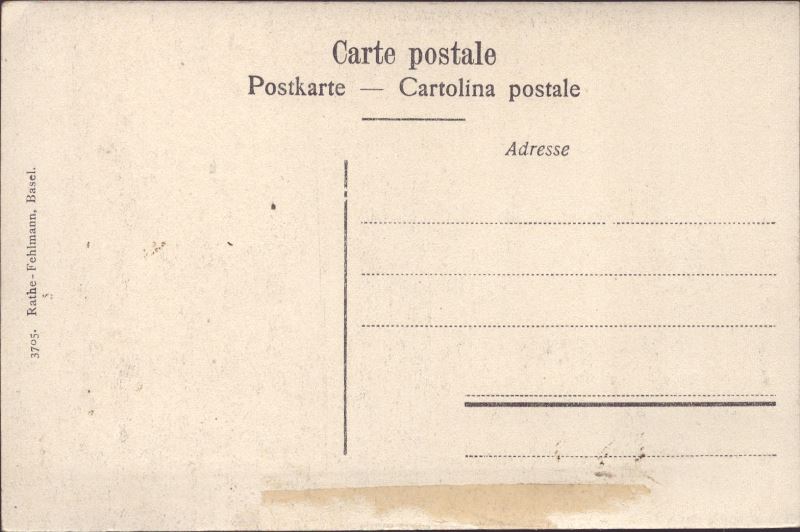 Carte postale
Postkarte — Cartolina postale
Adresse
3705. Rathe-Fehlmann, Basel.